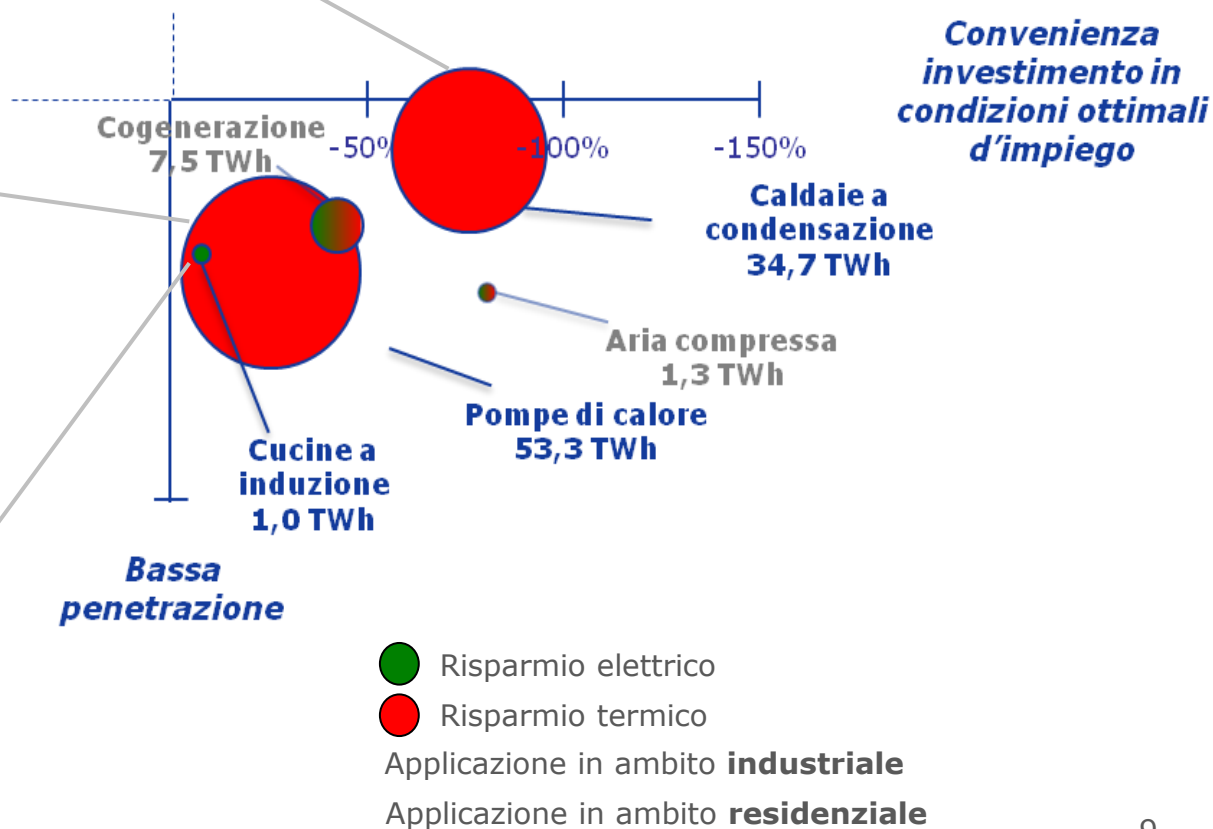 Convenienza
investimento in
condizioni ottimali
d'impiego
Cogenerazione
7,5 TWh
-50%
-100%
-150%
Caldaie a
condensazione
34,7 TWh
Aria compressa
1,3 TWh
Pompe di calore
53,3 TWh
Cucine a
induzione
1,0 TWh
Bassa
penetrazione
Risparmio elettrico
Risparmio termico
Applicazione in ambito industriale
Applicazione in ambito residenziale